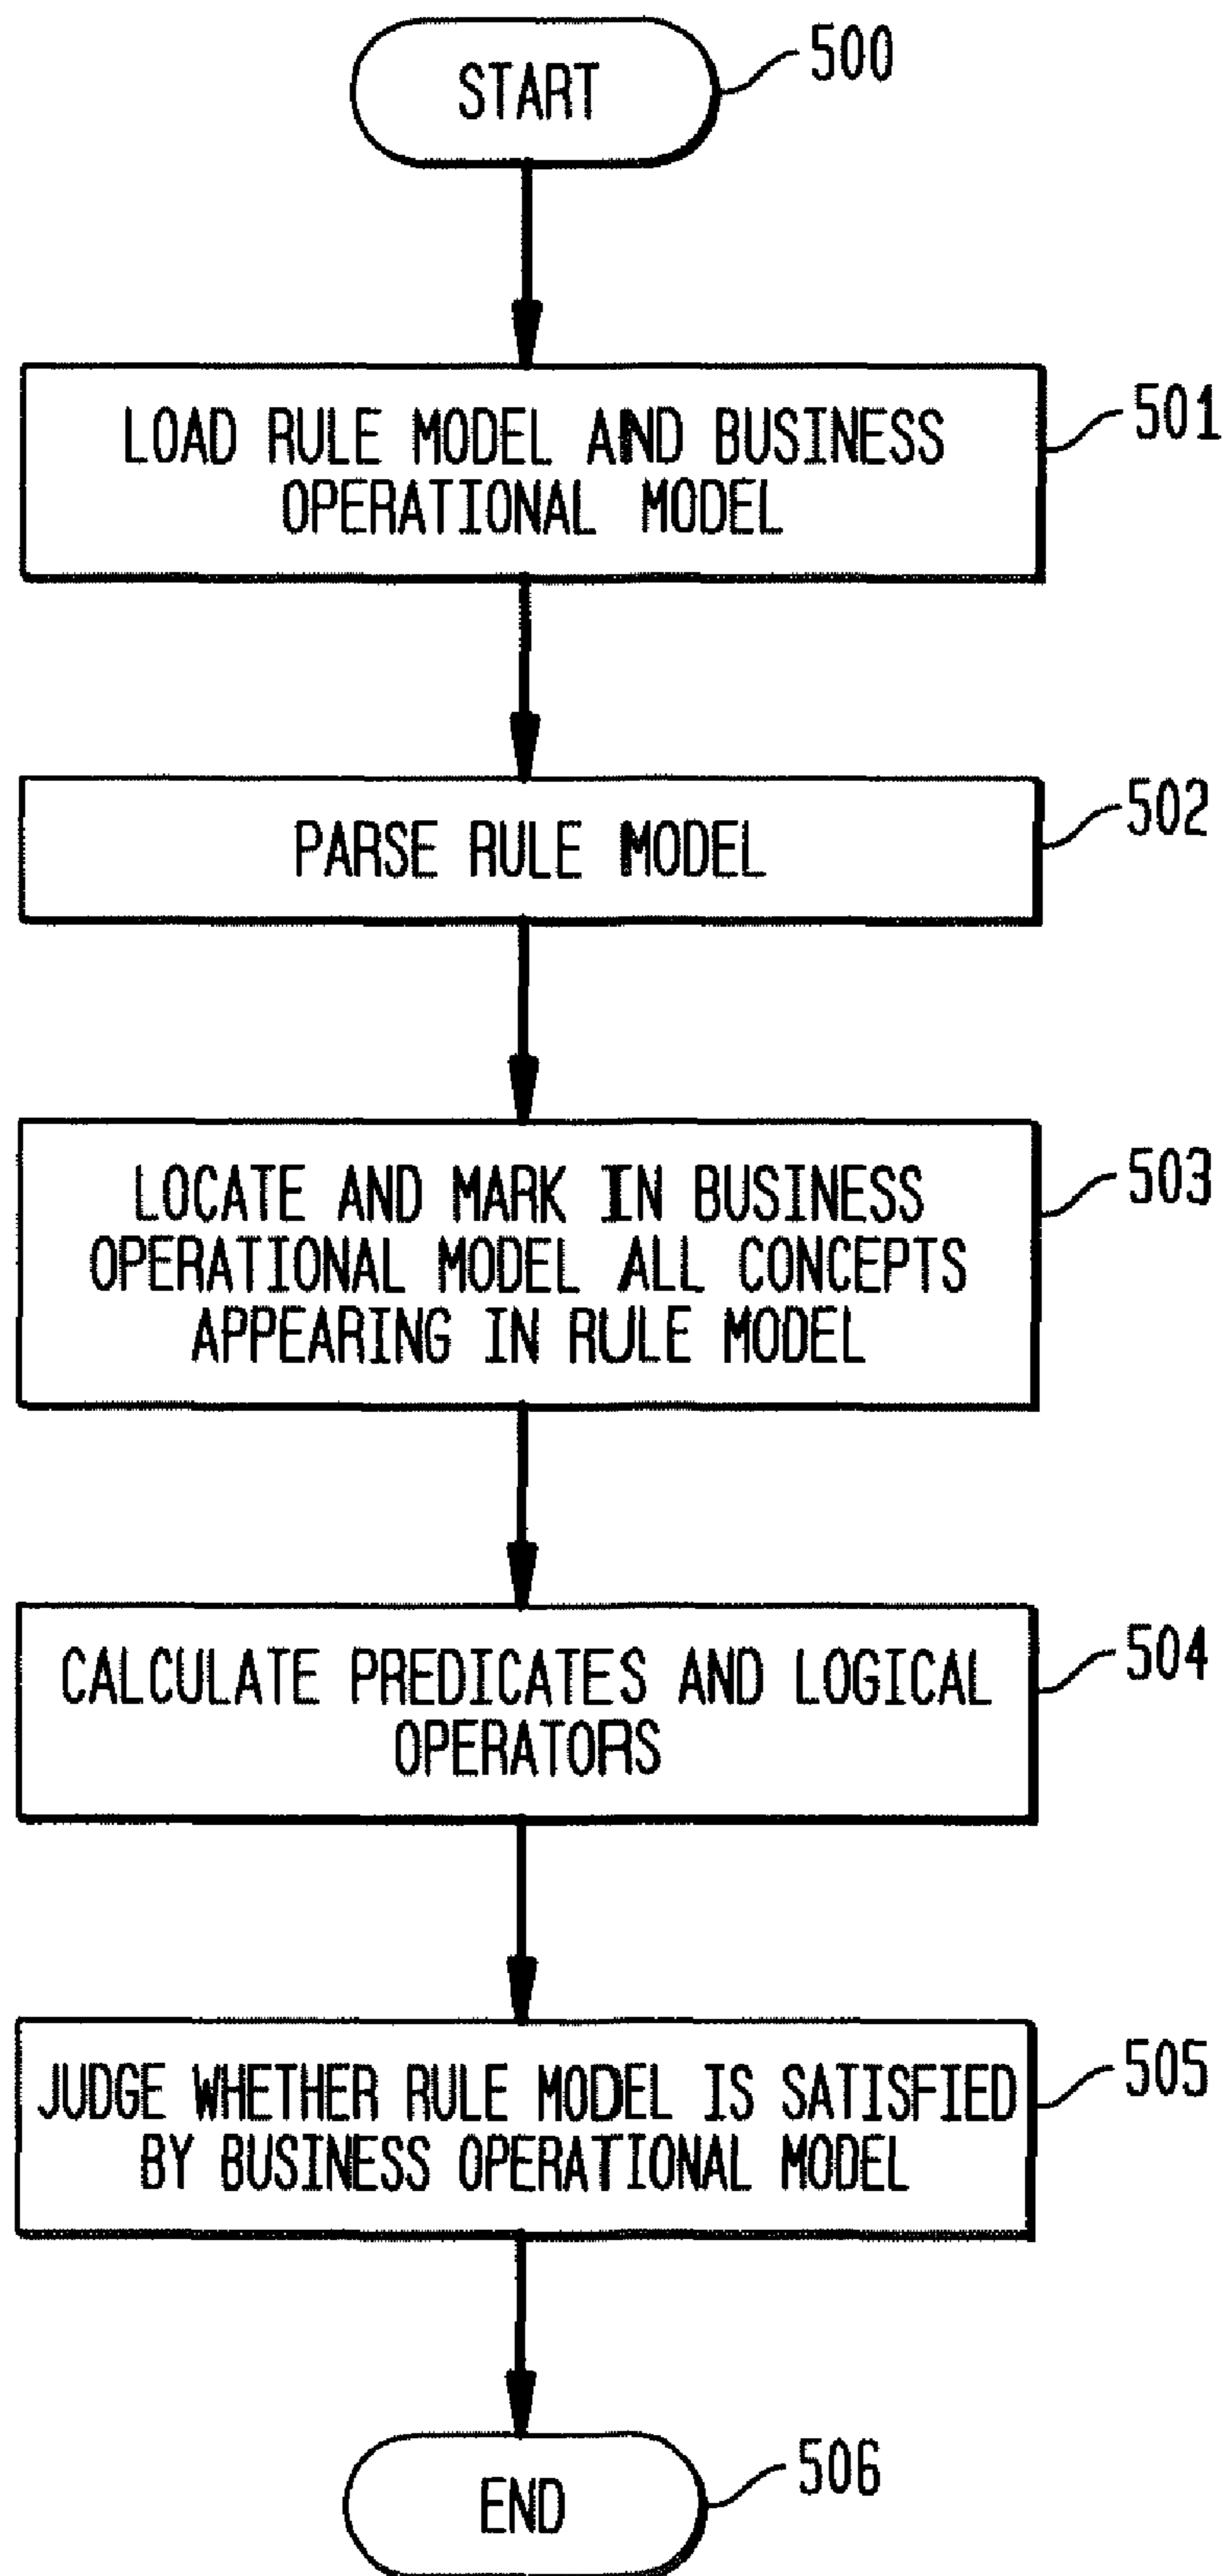 START
500
LOAD RULE MODEL AND BUSINESS
OPERATIONAL MODEL
501
PARSE RULE MODEL
502
LOCATE AND MARK IN BUSINESS
OPERATIONAL MODEL ALL CONCEPTS
APPEARING IN RULE MODEL
503
CALCULATE PREDICATES AND LOGICAL
OPERATORS
504
JUDGE WHETHER RULE MODEL IS SATISFIED
BY BUSINESS OPERATIONAL MODEL
505
END
506